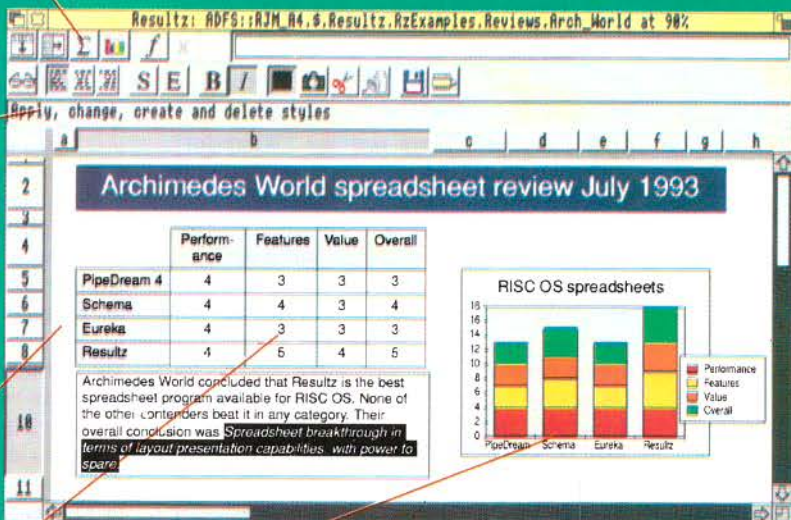 Resultz: ADFS::RJM_A4.$.Resultz.RzExamples.Reviews.Arch_World at 90%
Σ f
S E B I
Apply, change, create and delete styles
a b c d e f g h
2
Archimedes World spreadsheet review July 1993
3
4
Perform-
ance Features Value Overall
5
PipeDream 4 4 3 3 3
6
Schema 4 4 3 4
7
Eureka 4 3 3 3
8
Resultz 4 5 4 5
RISC OS spreadsheets
18
16
14
12
10
8
6
4
2
0
PipeDream Schema Eureka Resultz
Performance
Features
Value
Overall
10
Archimedes World concluded that Resultz is the best
spreadsheet program available for RISC OS. None of
the other contenders beat it in any category. Their
overall conclusion was Spreadsheet breakthrough in
terms of layout presentation capabilities, with power to
spare.
11